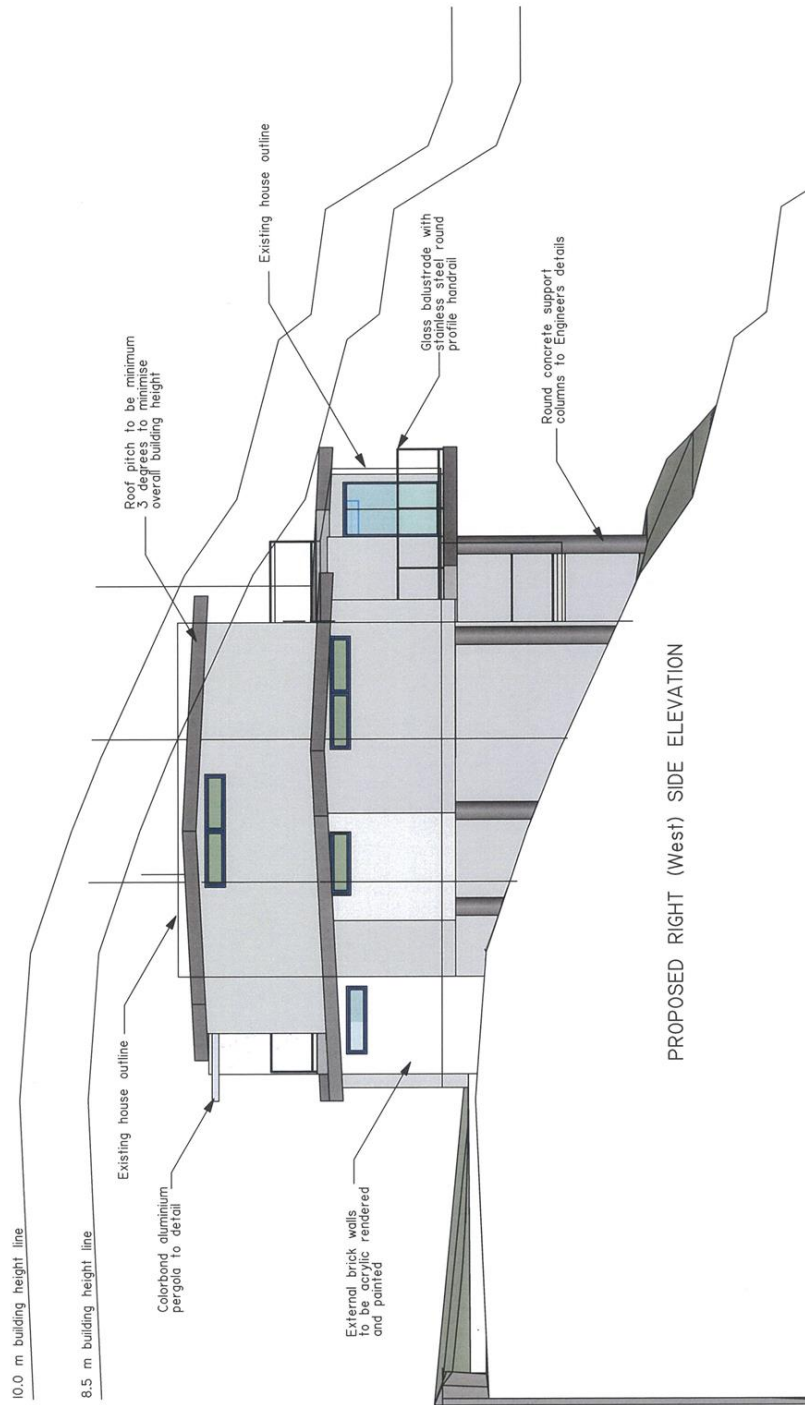 10.0 m building height line
8.5 m building height line
Existing house outline
Colorbond aluminium
pergola to detail
External brick walls
to be acrylic rendered
and painted
Roof pitch to be minimum
3 degrees to minimise
overall building height
Existing house outline
Glass balustrade with
stainless steel round
profile handrail
Round concrete support
columns to Engineers details
PROPOSED RIGHT (West) SIDE ELEVATION